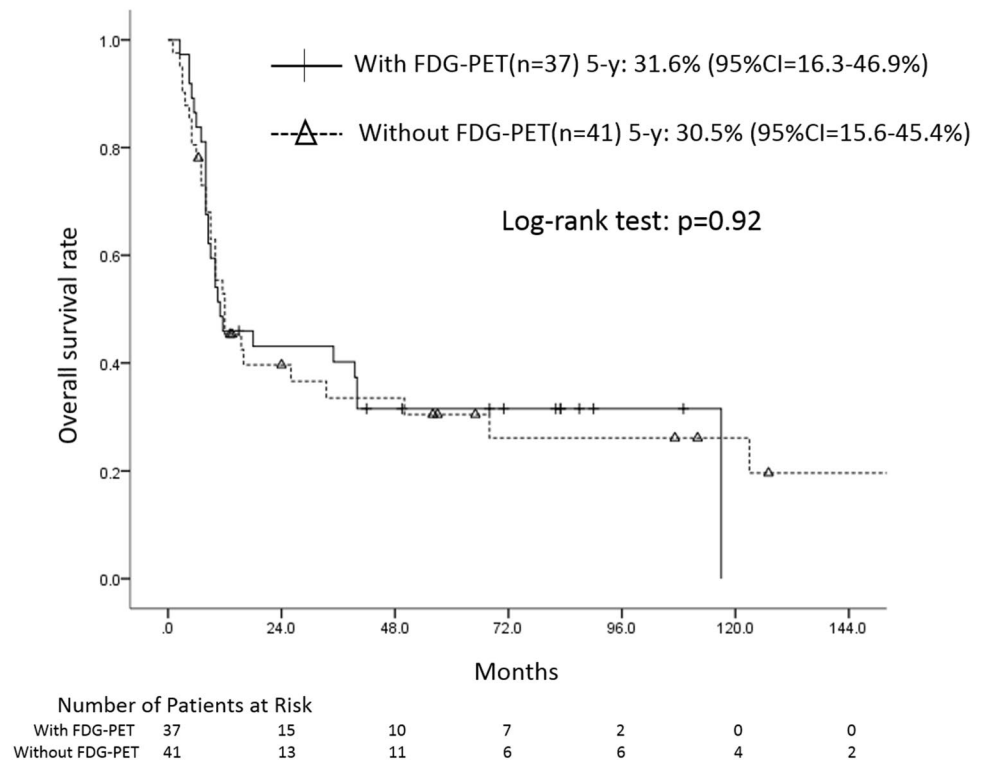 With FDG-PET(n=37) 5-y: 31.6% (95%CI=16.3-46.9%)
Without FDG-PET(n=41) 5-y: 30.5% (95%CI=15.6-45.4%)
Log-rank test: p=0.92
Overall survival rate
1.0
0.8
0.6
0.4
0.2
0.0
.0 24.0 48.0 72.0 96.0 120.0 144.0
Months
Number of Patients at Risk
With FDG-PET 37 15 10 7 2 0 0
Without FDG-PET 41 13 11 6 6 4 2